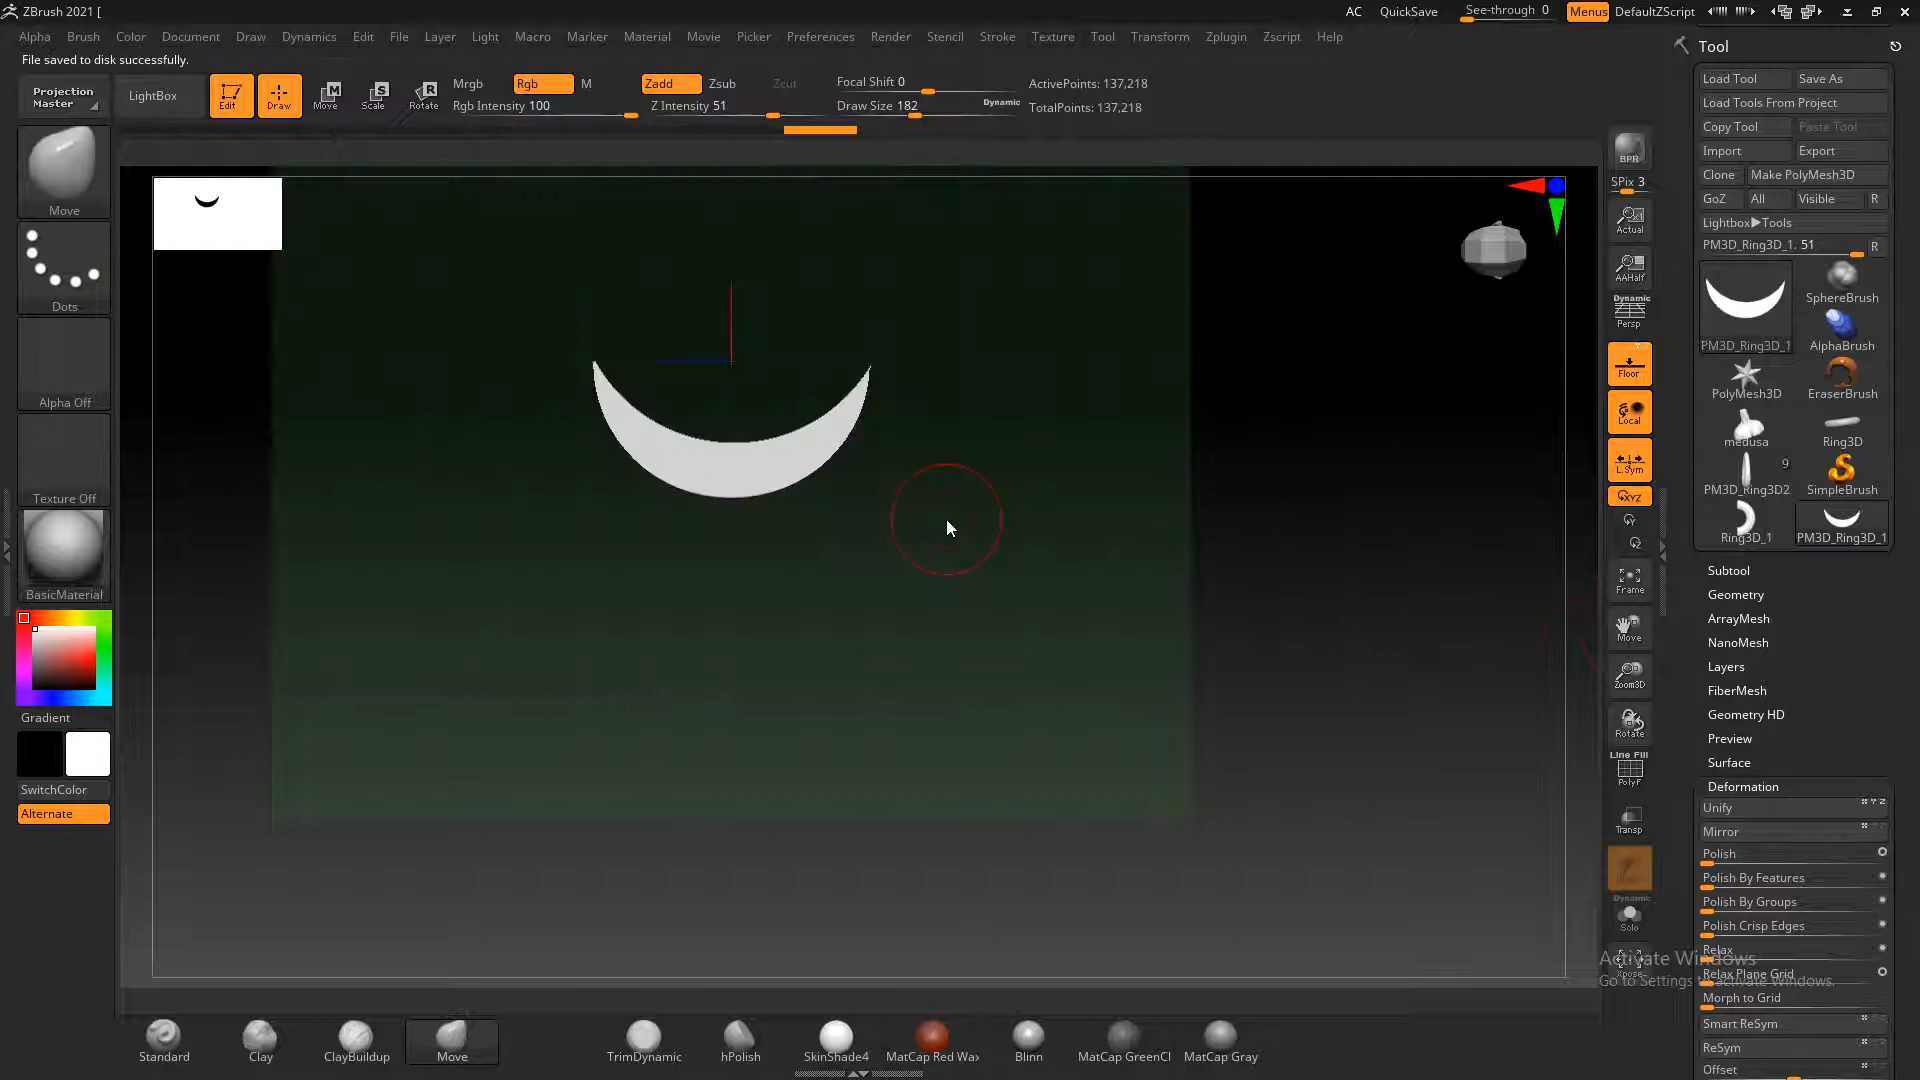 ZBrush 2021 [
AC
QuickSave
See-through 0
Menus
DefaultZScript
Alpha
Brush
Color
Document
Draw
Dynamics
Edit
File
Layer
Light
Macro
Marker
Material
Movie
Picker
Preferences
Render
Stencil
Stroke
Texture
Tool
Transform
Zplugin
Zscript
Help
File saved to disk successfully.
Projection
Master
LightBox
Edit
Draw
Move
Scale
Rotate
Mrgb
Rgb
M
Rgb Intensity 100
Zadd
Zsub
Zcut
Z Intensity 51
Focal Shift 0
Draw Size 182
Dynamic
ActivePoints: 137,218
TotalPoints: 137,218
Move
Dots
Alpha Off
Texture Off
BasicMaterial
Gradient
SwitchColor
Alternate
BPR
SPix 3
Actual
AAHalf
Dynamic
Persp
Floor
Local
L.Sym
XYZ
Frame
Move
Zoom3D
Rotate
Line Fill
PolyF
Transp
Dynamic
Solo
Xpose
Tool
Load Tool
Save As
Load Tools From Project
Copy Tool
Paste Tool
Import
Export
Clone
Make PolyMesh3D
GoZ
All
Visible
R
Lightbox▶Tools
PM3D_Ring3D_1. 51
R
PM3D_Ring3D_1
SphereBrush
AlphaBrush
PolyMesh3D
EraserBrush
medusa
Ring3D
9
PM3D_Ring3D2
SimpleBrush
Ring3D_1
PM3D_Ring3D_1
Subtool
Geometry
ArrayMesh
NanoMesh
Layers
FiberMesh
Geometry HD
Preview
Surface
Deformation
Unify
Mirror
Polish
Polish By Features
Polish By Groups
Polish Crisp Edges
Relax
Relax Plane Grid
Morph to Grid
Smart ReSym
ReSym
Offset
Activate Windows
Go to Settings to activate Windows.
Standard
Clay
ClayBuildup
Move
TrimDynamic
hPolish
SkinShade4
MatCap Red Wax
Blinn
MatCap GreenCl
MatCap Gray